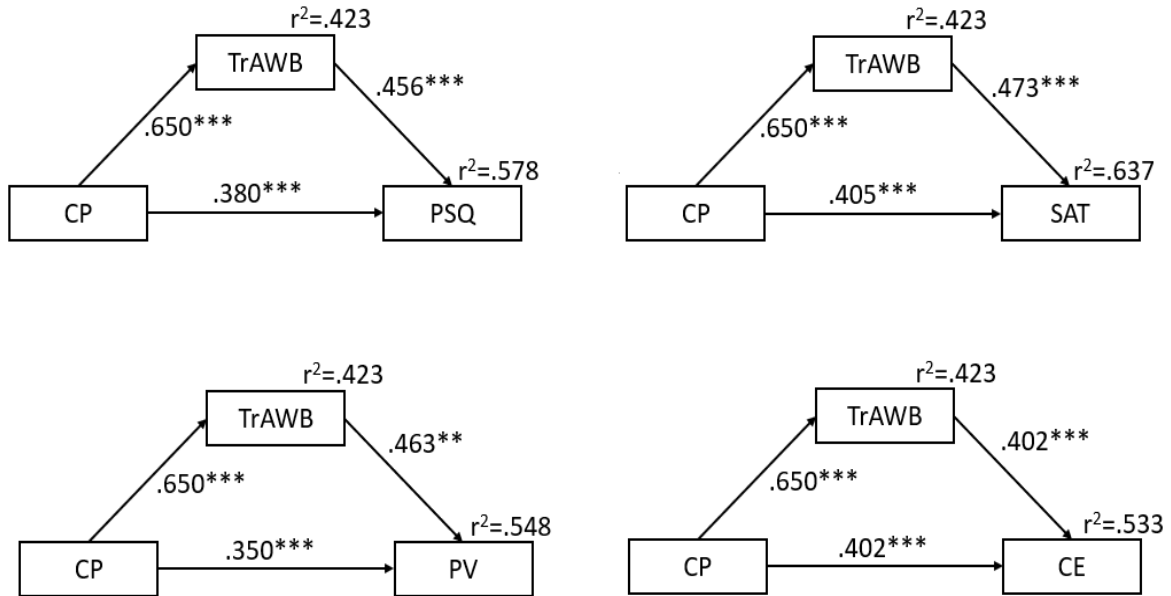 r²=.423
TrAWB
.456***
.650***
r²=.578
CP
.380***
PSQ
r²=.423
TrAWB
.473***
.650***
r²=.637
CP
.405***
SAT
r²=.423
TrAWB
.463**
.650***
r²=.548
CP
.350***
PV
r²=.423
TrAWB
.402***
.650***
r²=.533
CP
.402***
CE